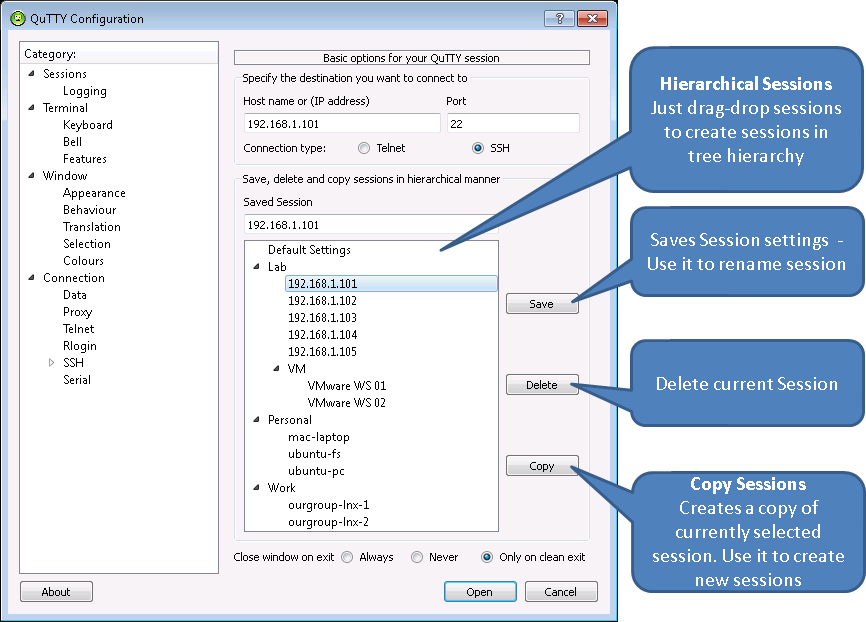 QuTTY Configuration
?
Category:
Sessions
Logging
Terminal
Keyboard
Bell
Features
Window
Appearance
Behaviour
Translation
Selection
Colours
Connection
Data
Proxy
Telnet
Rlogin
SSH
Serial
About
Basic options for your QuTTY session
Specify the destination you want to connect to
Host name or (IP address)
Port
192.168.1.101
22
Connection type:
Telnet
SSH
Save, delete and copy sessions in hierarchical manner
Saved Session
192.168.1.101
Default Settings
Lab
192.168.1.101
192.168.1.102
192.168.1.103
192.168.1.104
192.168.1.105
VM
VMware WS 01
VMware WS 02
Personal
mac-laptop
ubuntu-fs
ubuntu-pc
Work
ourgroup-lnx-1
ourgroup-lnx-2
Save
Delete
Copy
Close window on exit
Always
Never
Only on clean exit
Open
Cancel
Hierarchical Sessions
Just drag-drop sessions
to create sessions in
tree hierarchy
Saves Session settings -
Use it to rename session
Delete current Session
Copy Sessions
Creates a copy of
currently selected
session. Use it to create
new sessions